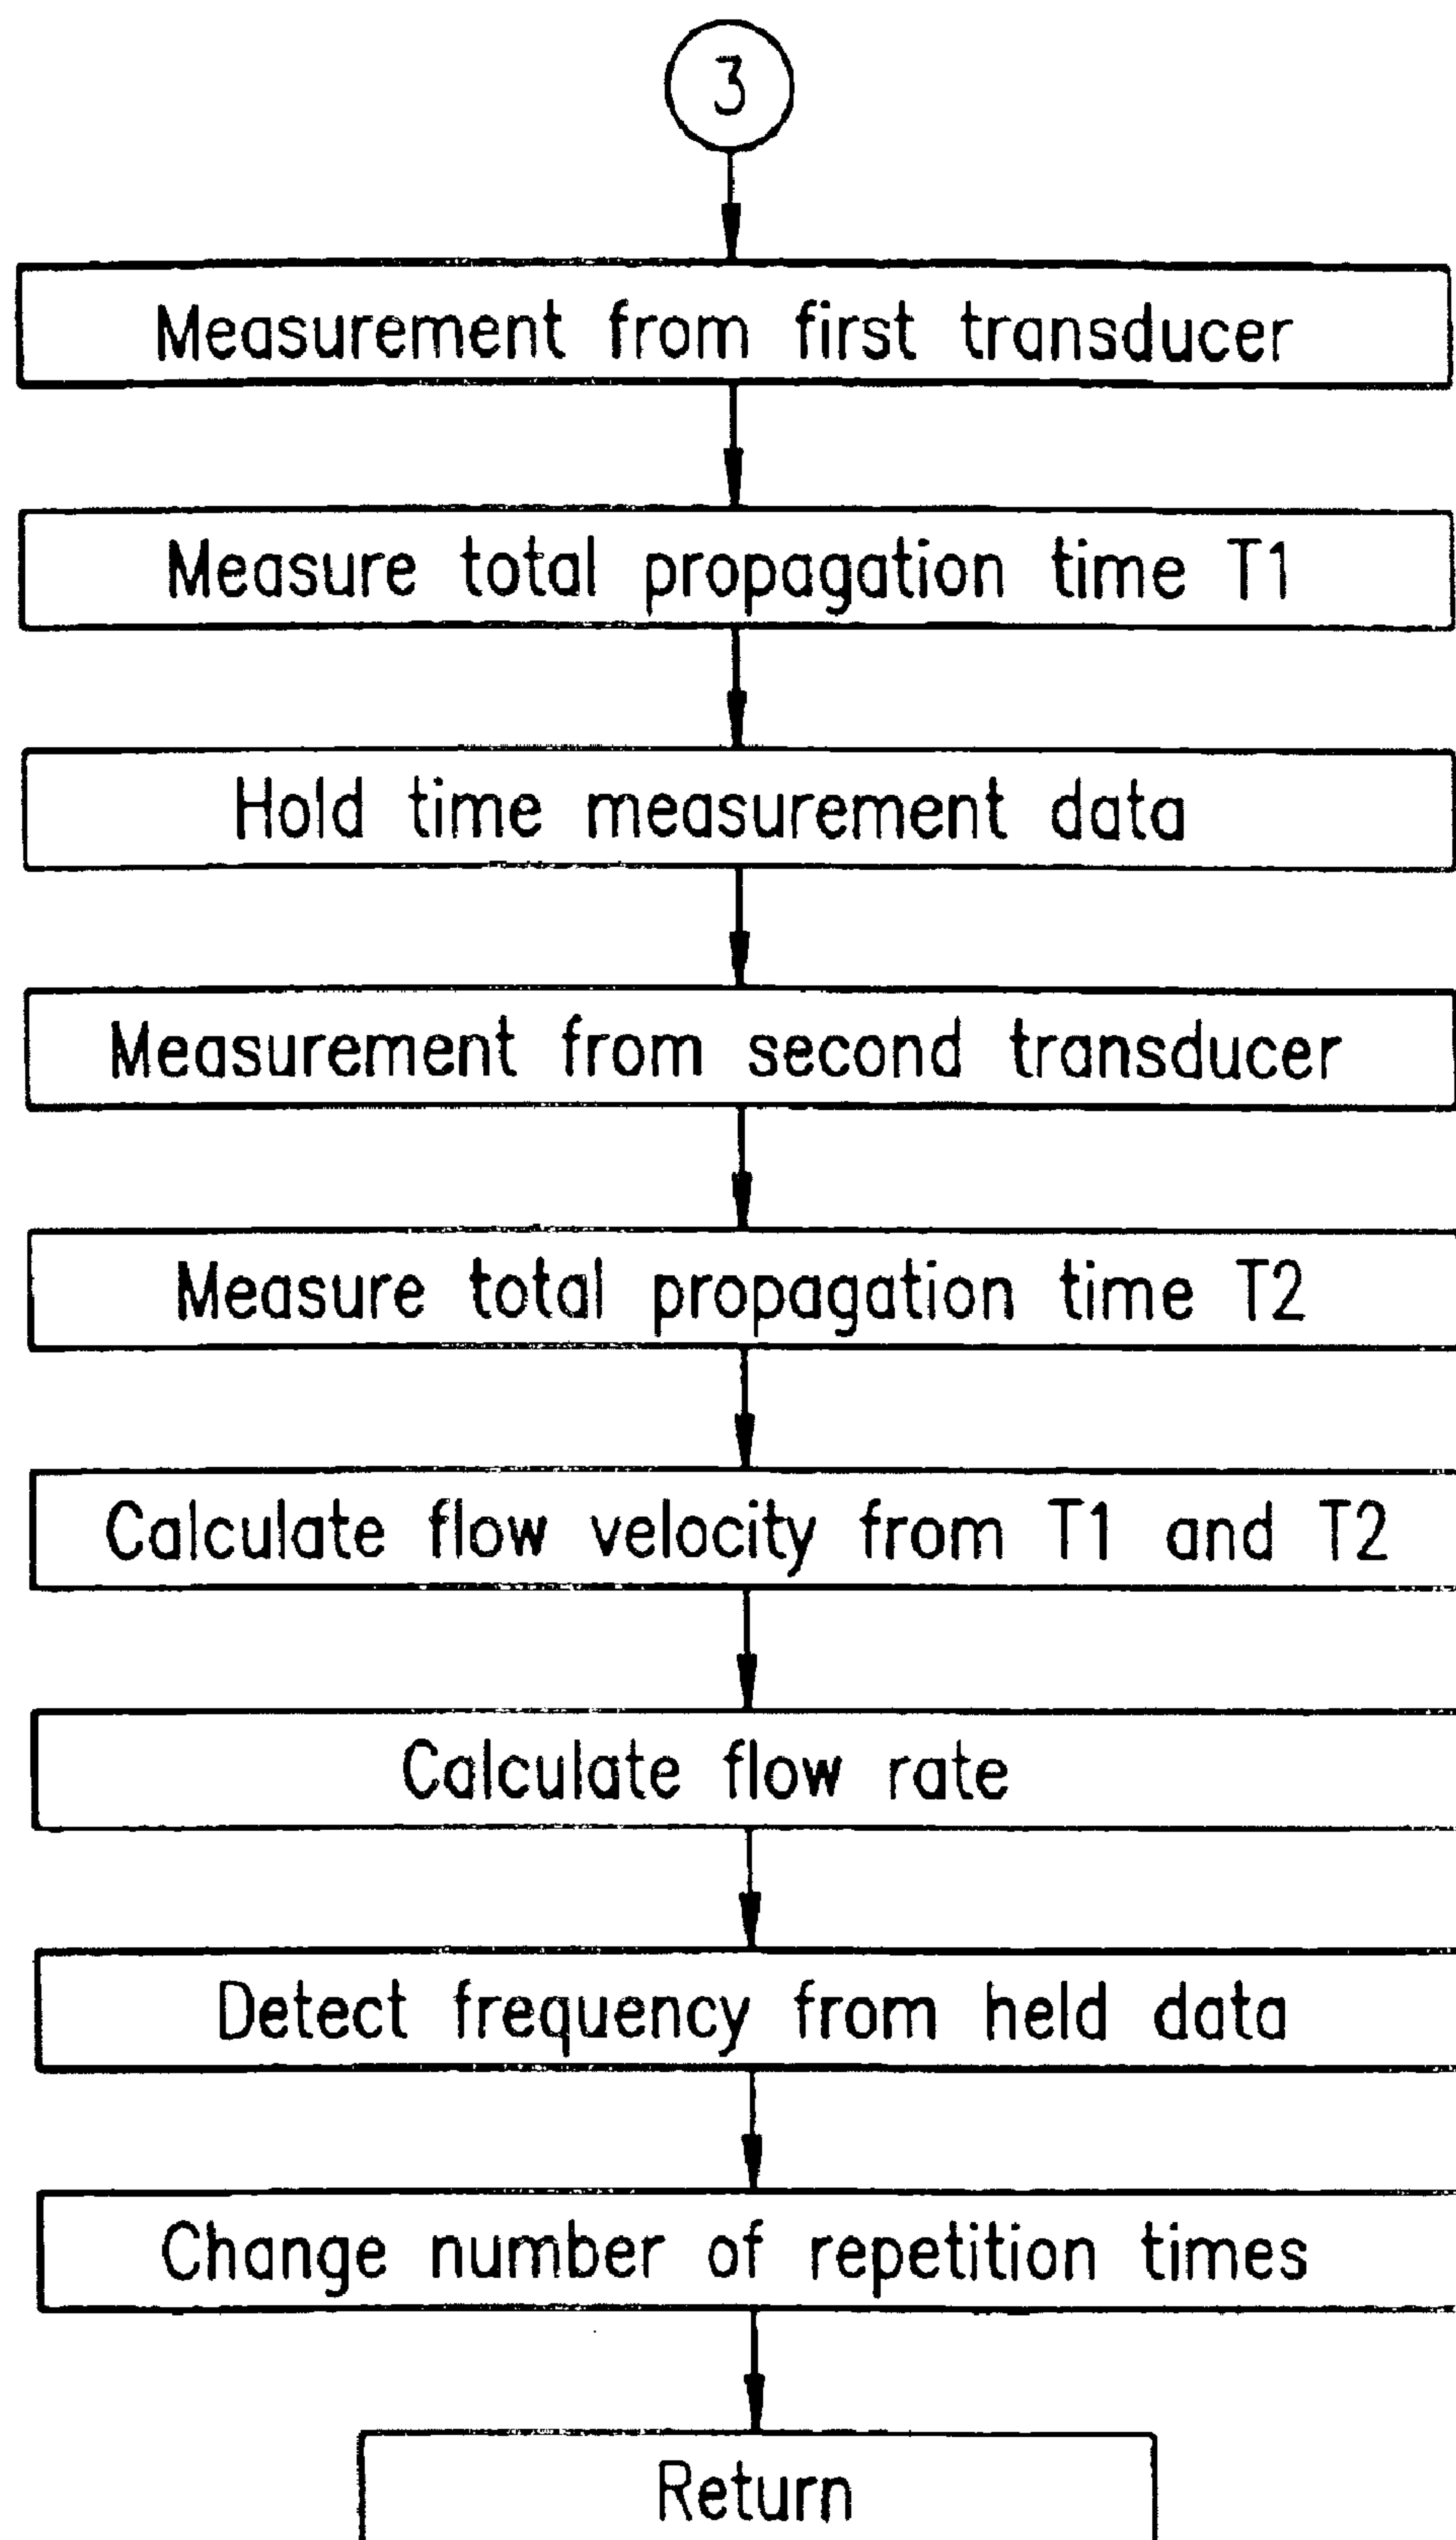 3
Measurement from first transducer
Measure total propagation time T1
Hold time measurement data
Measurement from second transducer
Measure total propagation time T2
Calculate flow velocity from T1 and T2
Calculate flow rate
Detect frequency from held data
Change number of repetition times
Return